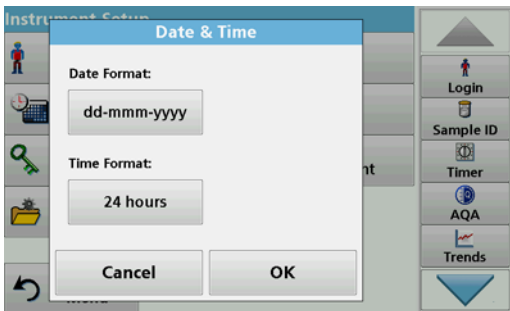 Date & Time
Date Format:
dd-mmm-yyyy
Time Format:
24 hours
Cancel
OK
Login
Sample ID
Timer
AQA
Trends